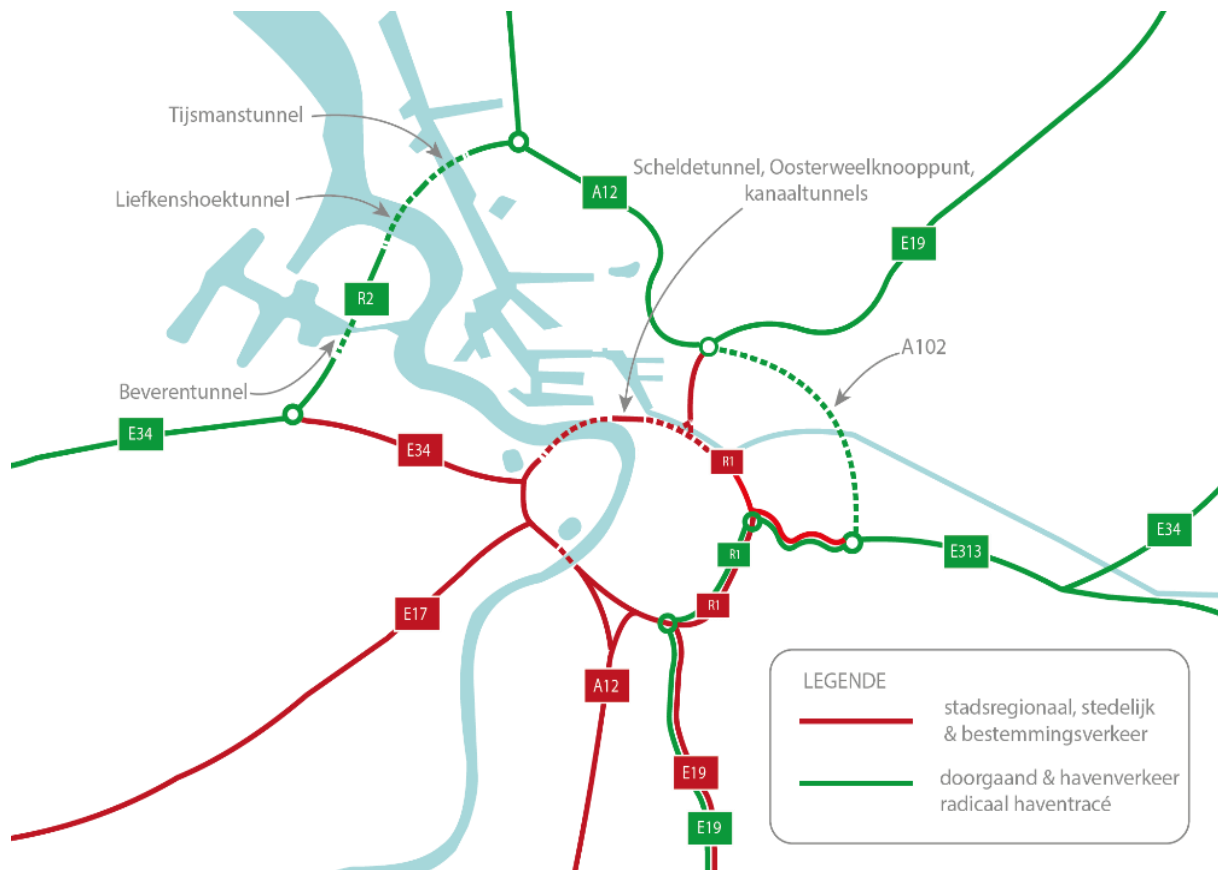 Tijsmanstunnel
Scheldetunnel, Oosterweelknooppunt,
kanaaltunnels
A12
Liefkenshoektunnel
E19
R2
A102
Beverentunnel
E34
E34
R1
E34
R1
E313
R1
E17
A12
LEGENDE
stadsregionaal, stedelijk
& bestemmingsverkeer
E19
doorgaand & havenverkeer
radicaal haventracé
E19